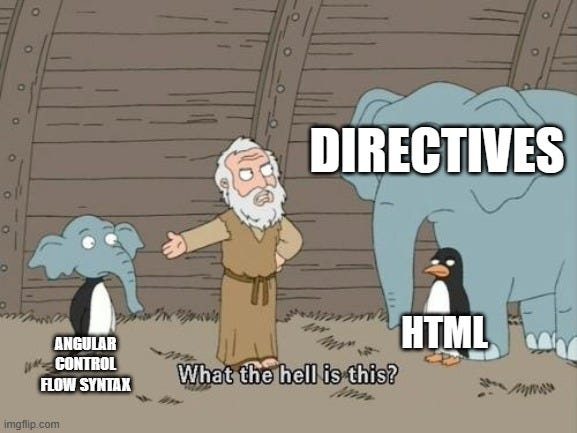 DIRECTIVES
HTML
ANGULAR
CONTROL
FLOW SYNTAX
What the hell is this?
imgflip.com